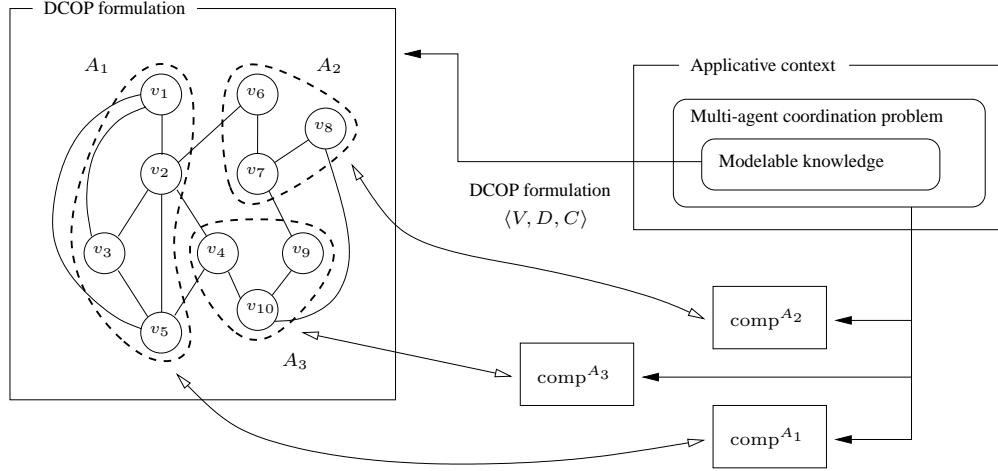 DCOP formulation
A₁
A₂
Applicative context
v₁
v₆
v₈
Multi-agent coordination problem
v₂
v₇
Modelable knowledge
DCOP formulation
⟨V, D, C⟩
v₃
v₄
v₉
v₁₀
v₅
A₃
comp^A₂
comp^A₃
comp^A₁